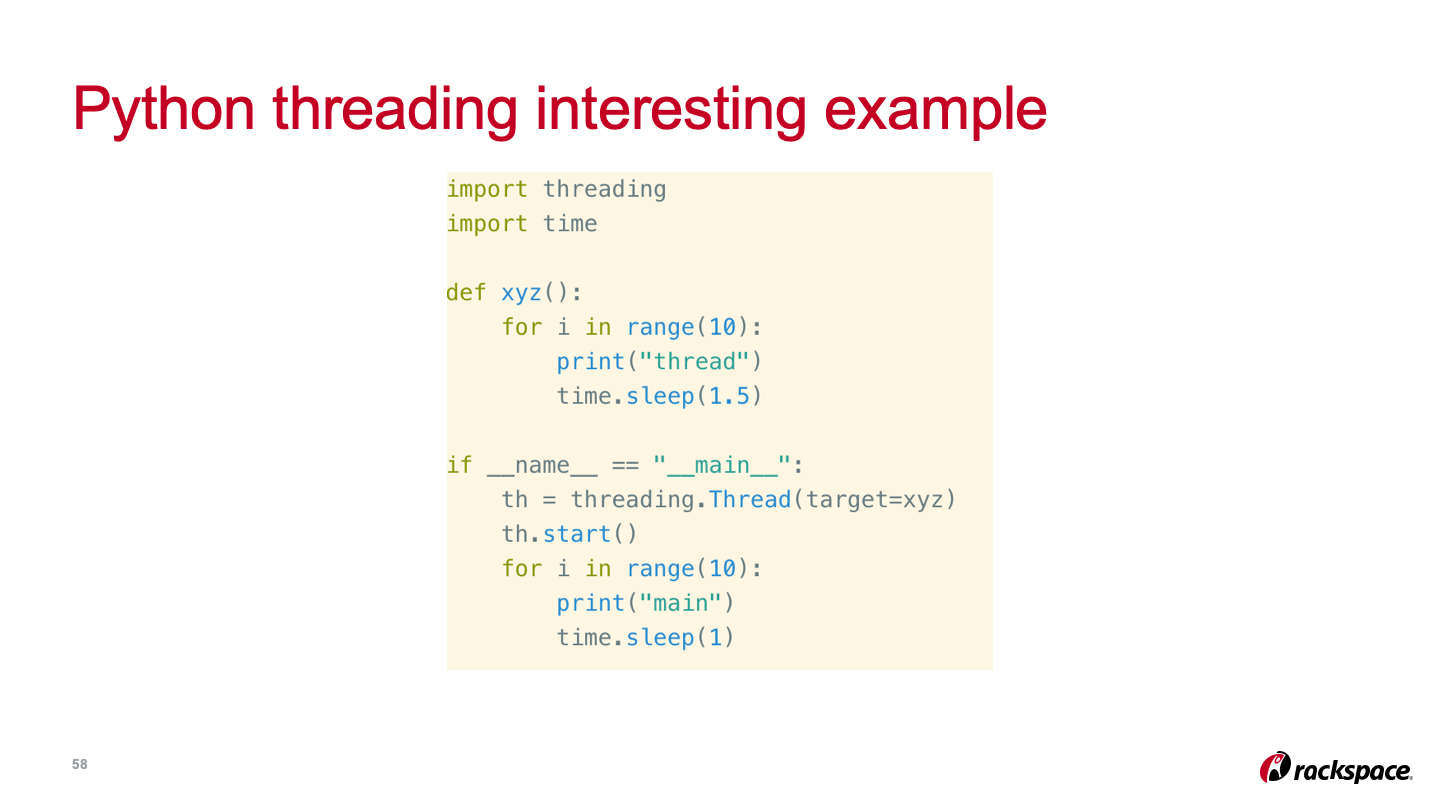 Python threading interesting example
import threading
import time
def xyz():
    for i in range(10):
        print("thread")
        time.sleep(1.5)
if __name__ == "__main__":
    th = threading.Thread(target=xyz)
    th.start()
    for i in range(10):
        print("main")
        time.sleep(1)
58
rackspace.